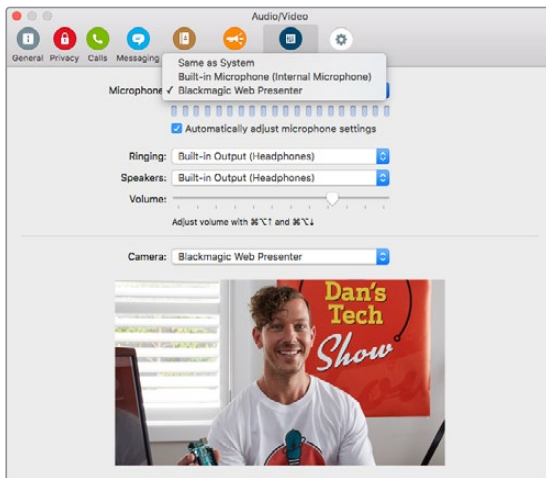 Audio/Video
General
Privacy
Calls
Messaging
Same as System
Built-in Microphone (Internal Microphone)
Microphone:
✓ Blackmagic Web Presenter
Automatically adjust microphone settings
Ringing: Built-in Output (Headphones)
Speakers: Built-in Output (Headphones)
Volume:
Adjust volume with ⌘⌥↑ and ⌘⌥↓
Camera: Blackmagic Web Presenter
Dan's
Tech
Show